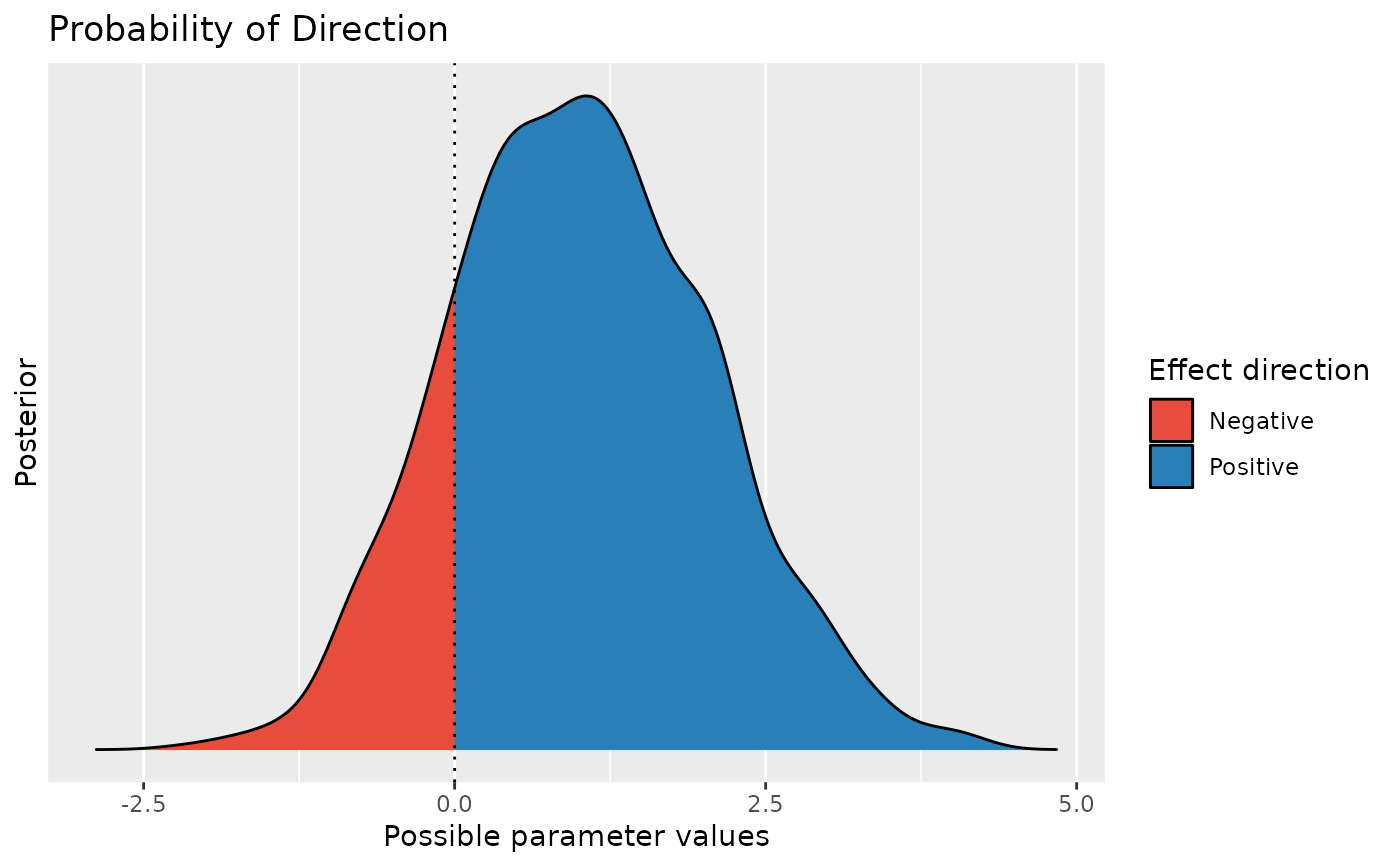 Probability of Direction
Posterior
-2.5 0.0 2.5 5.0
Possible parameter values
Effect direction
Negative
Positive